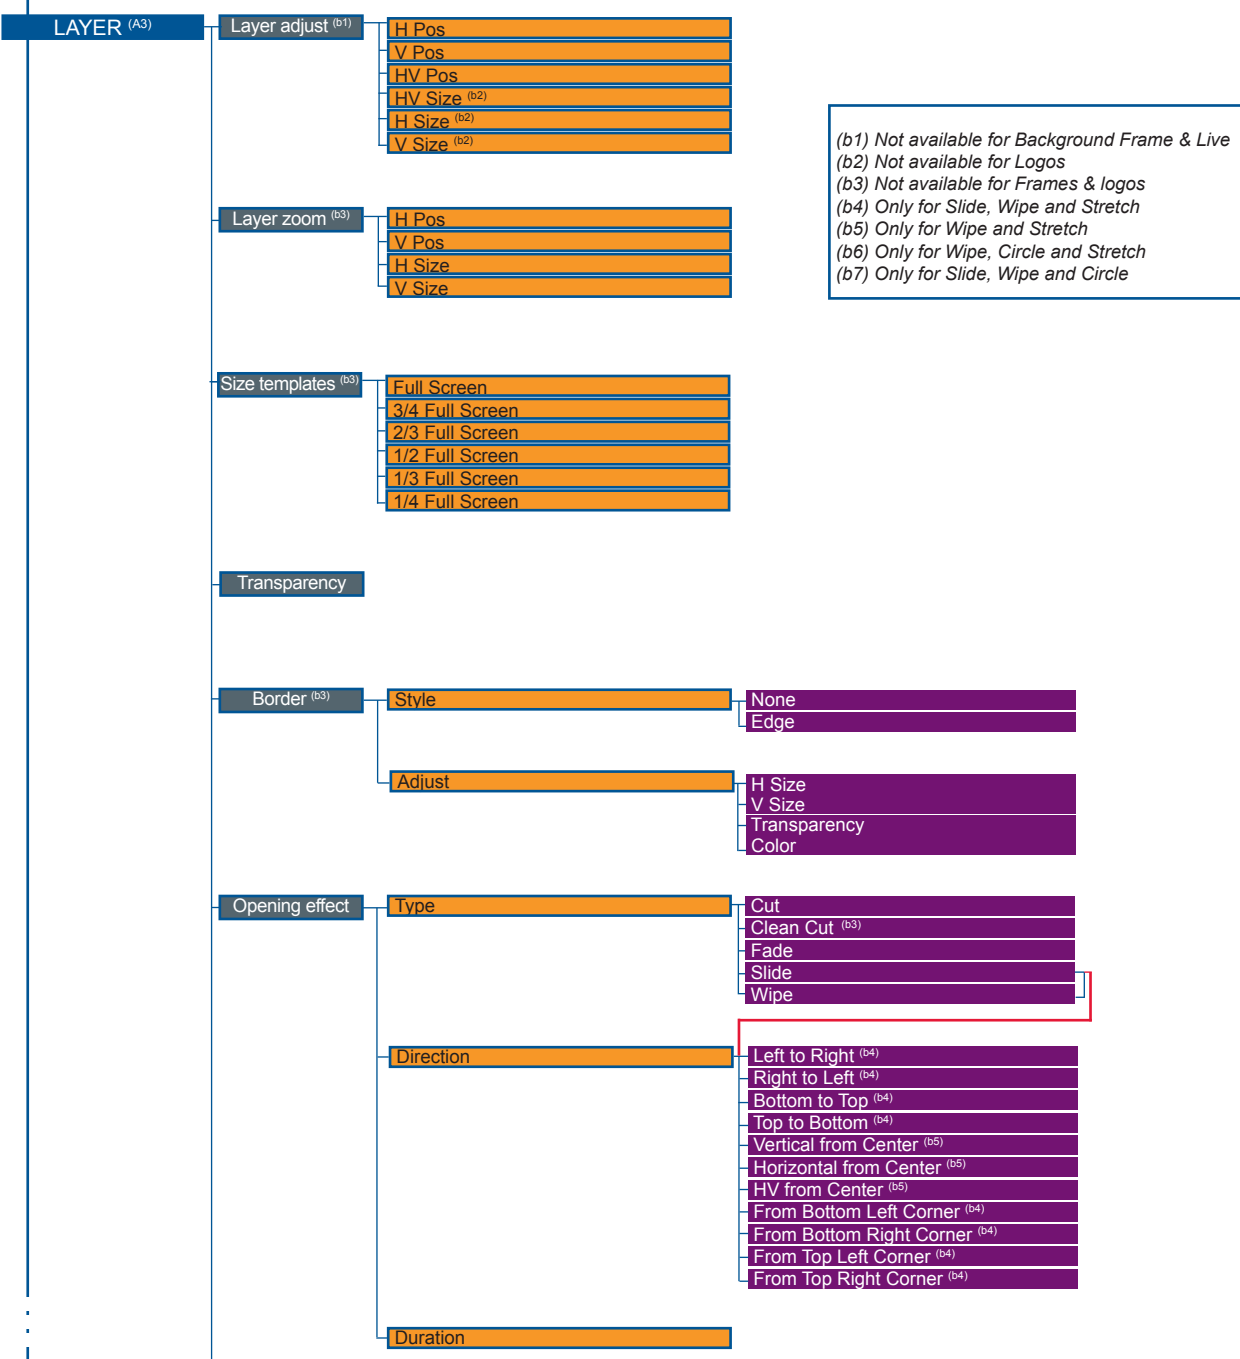 LAYER (A3)
Layer adjust (b1)
H Pos
V Pos
HV Pos
HV Size (b2)
H Size (b2)
V Size (b2)
(b1) Not available for Background Frame & Live
(b2) Not available for Logos
(b3) Not available for Frames & logos
(b4) Only for Slide, Wipe and Stretch
(b5) Only for Wipe and Stretch
(b6) Only for Wipe, Circle and Stretch
(b7) Only for Slide, Wipe and Circle
Layer zoom (b3)
H Pos
V Pos
H Size
V Size
Size templates (b3)
Full Screen
3/4 Full Screen
2/3 Full Screen
1/2 Full Screen
1/3 Full Screen
1/4 Full Screen
Transparency
Border (b3)
Style
None
Edge
Adjust
H Size
V Size
Transparency
Color
Opening effect
Type
Cut
Clean Cut (b3)
Fade
Slide
Wipe
Direction
Left to Right (b4)
Right to Left (b4)
Bottom to Top (b4)
Top to Bottom (b4)
Vertical from Center (b5)
Horizontal from Center (b5)
HV from Center (b5)
From Bottom Left Corner (b4)
From Bottom Right Corner (b4)
From Top Left Corner (b4)
From Top Right Corner (b4)
Duration